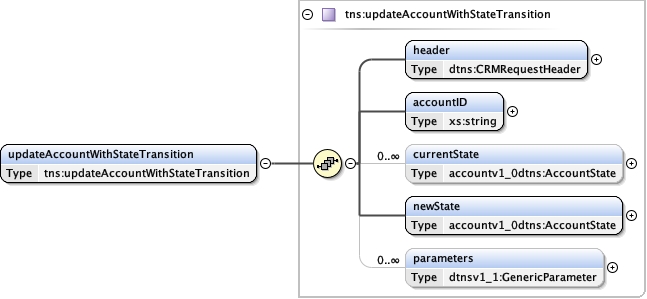 tns:updateAccountWithStateTransition
header
Type dtns:CRMRequestHeader
accountID
Type xs:string
updateAccountWithStateTransition
Type tns:updateAccountWithStateTransition
0..∞
currentState
Type accountv1_0dtns:AccountState
newState
Type accountv1_0dtns:AccountState
0..∞
parameters
Type dtnsv1_1:GenericParameter